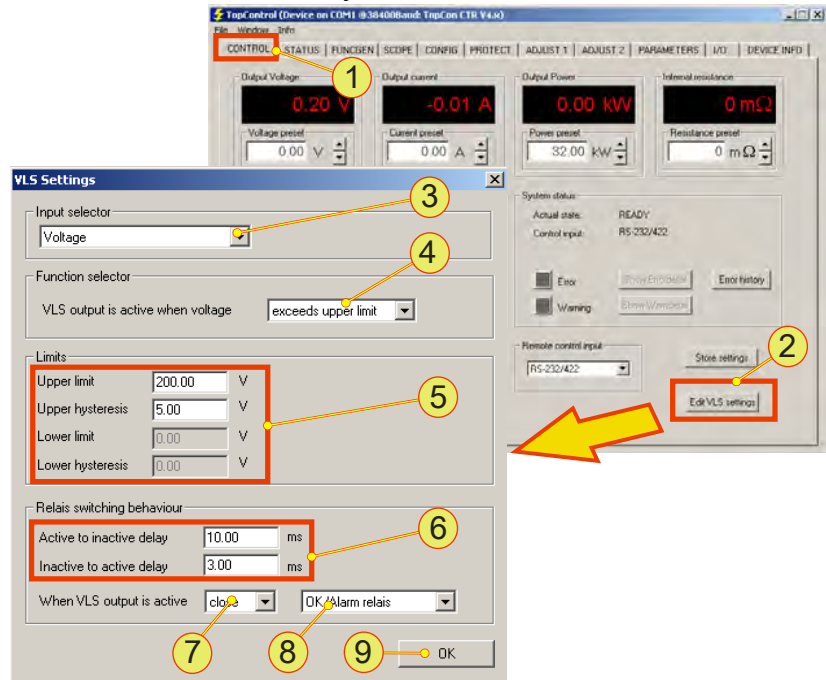 TopControl (Device on COM1 @38400Baud: TopCon CTR V4.x)
File Window Info
CONTROL STATUS FUNCGEN SCOPE CONFIG PROTECT ADJUST 1 ADJUST 2 PARAMETERS I/O DEVICE INFO
1
Output Voltage Output current Output Power Internal resistance
0.20 V -0.01 A 0.00 kW 0 mΩ
Voltage preset Current preset Power preset Resistance preset
0.00 V 0.00 A 32.00 kW 0 mΩ
System status
Actual state: READY
Control input: RS-232/422
Error Error history
Warning
Remote control input
RS-232/422
Store settings
2
Edit VLS settings
VLS Settings
Input selector
3
Voltage
Function selector
4
VLS output is active when voltage exceeds upper limit
Limits
Upper limit 200.00 V
Upper hysteresis 5.00 V
5
Lower limit 0.00 V
Lower hysteresis 0.00 V
Relais switching behaviour
Active to inactive delay 10.00 ms
6
Inactive to active delay 3.00 ms
When VLS output is active close OK/Alarm relais
7 8 9
OK